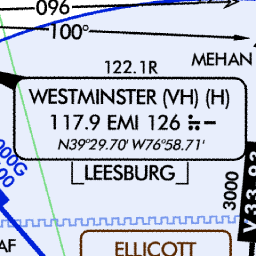 096
100°
MEHAN
122.1R
WESTMINSTER (VH) (H)
117.9 EMI 126
N39°29.70' W76°58.71'
LEESBURG
3000
ELLICOTT